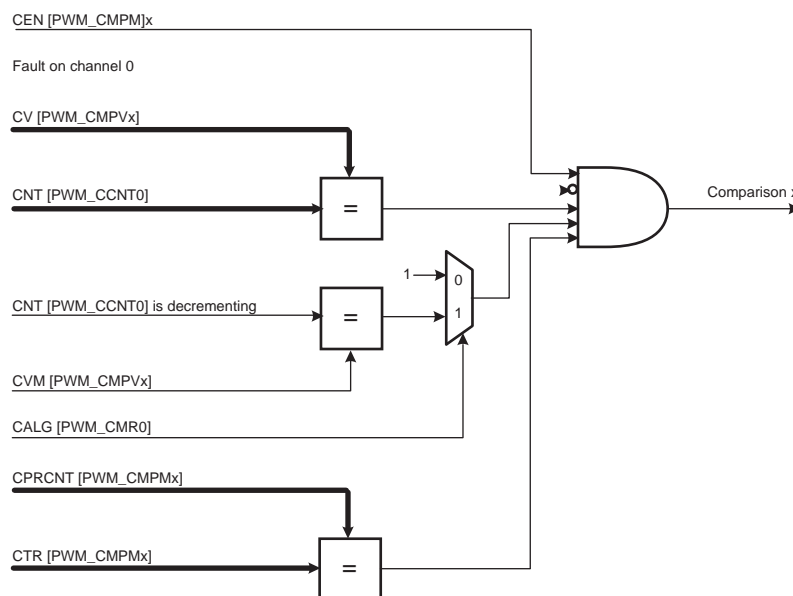 CEN [PWM_CMPM]x
Fault on channel 0
CV [PWM_CMPVx]
CNT [PWM_CCNT0]
=
Comparison x
1
0
CNT [PWM_CCNT0] is decrementing
=
1
CVM [PWM_CMPVx]
CALG [PWM_CMR0]
CPRCNT [PWM_CMPMx]
CTR [PWM_CMPMx]
=